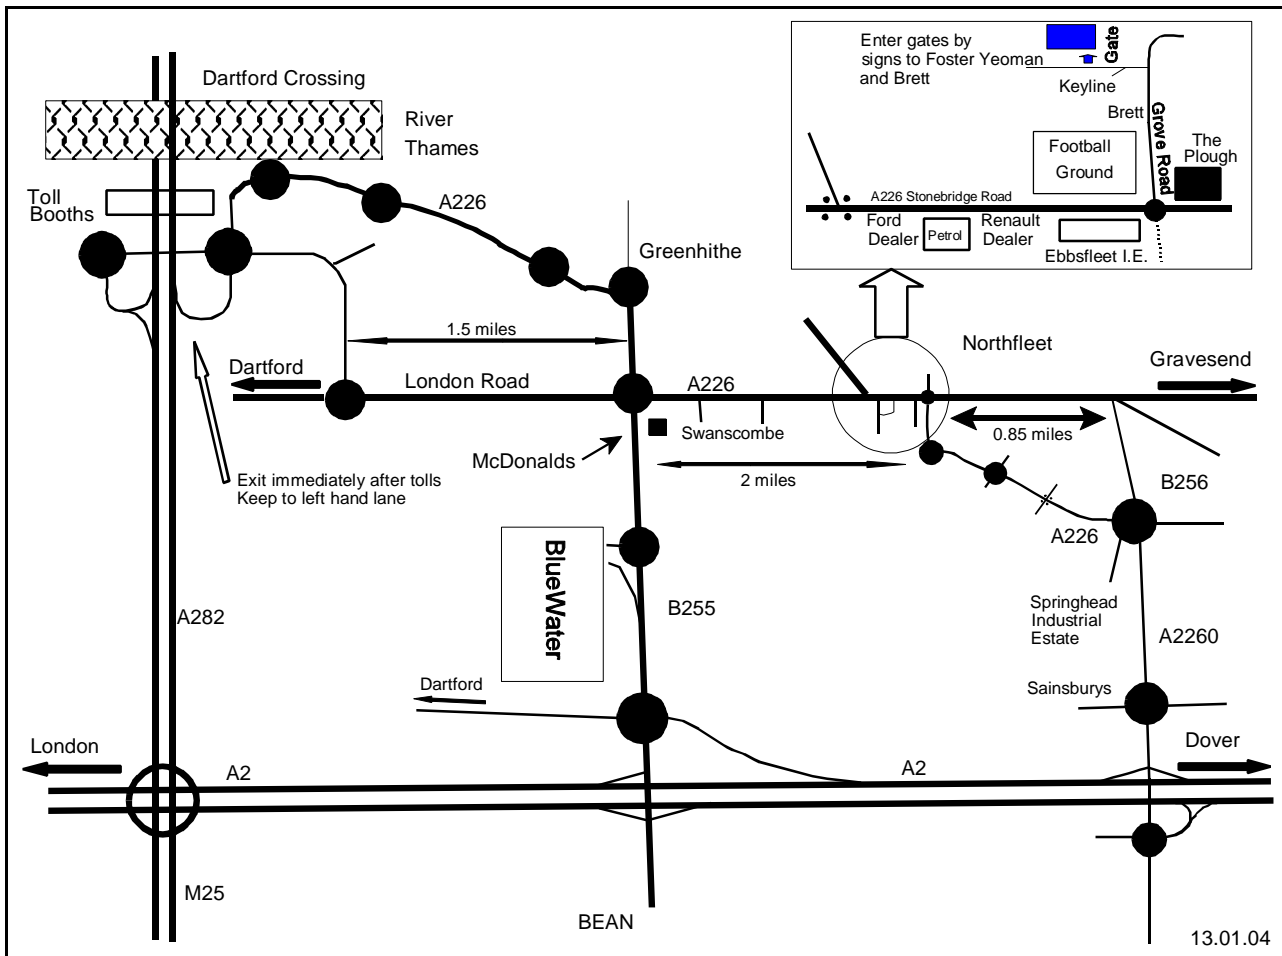 Dartford Crossing
River
Thames
Toll
Booths
A226
Greenhithe
1.5 miles
Dartford
London Road
A226
Swanscombe
McDonalds
2 miles
Exit immediately after tolls
Keep to left hand lane
Enter gates by
signs to Foster Yeoman
and Brett
Gate
Keyline
Brett
Grove Road
Football
Ground
The
Plough
A226 Stonebridge Road
Ford
Dealer
Petrol
Renault
Dealer
Ebbsfleet I.E.
Northfleet
Gravesend
0.85 miles
B256
A226
Springhead
Industrial
Estate
A2260
Sainsburys
BlueWater
B255
A282
Dartford
London
A2
A2
Dover
M25
BEAN
13.01.04